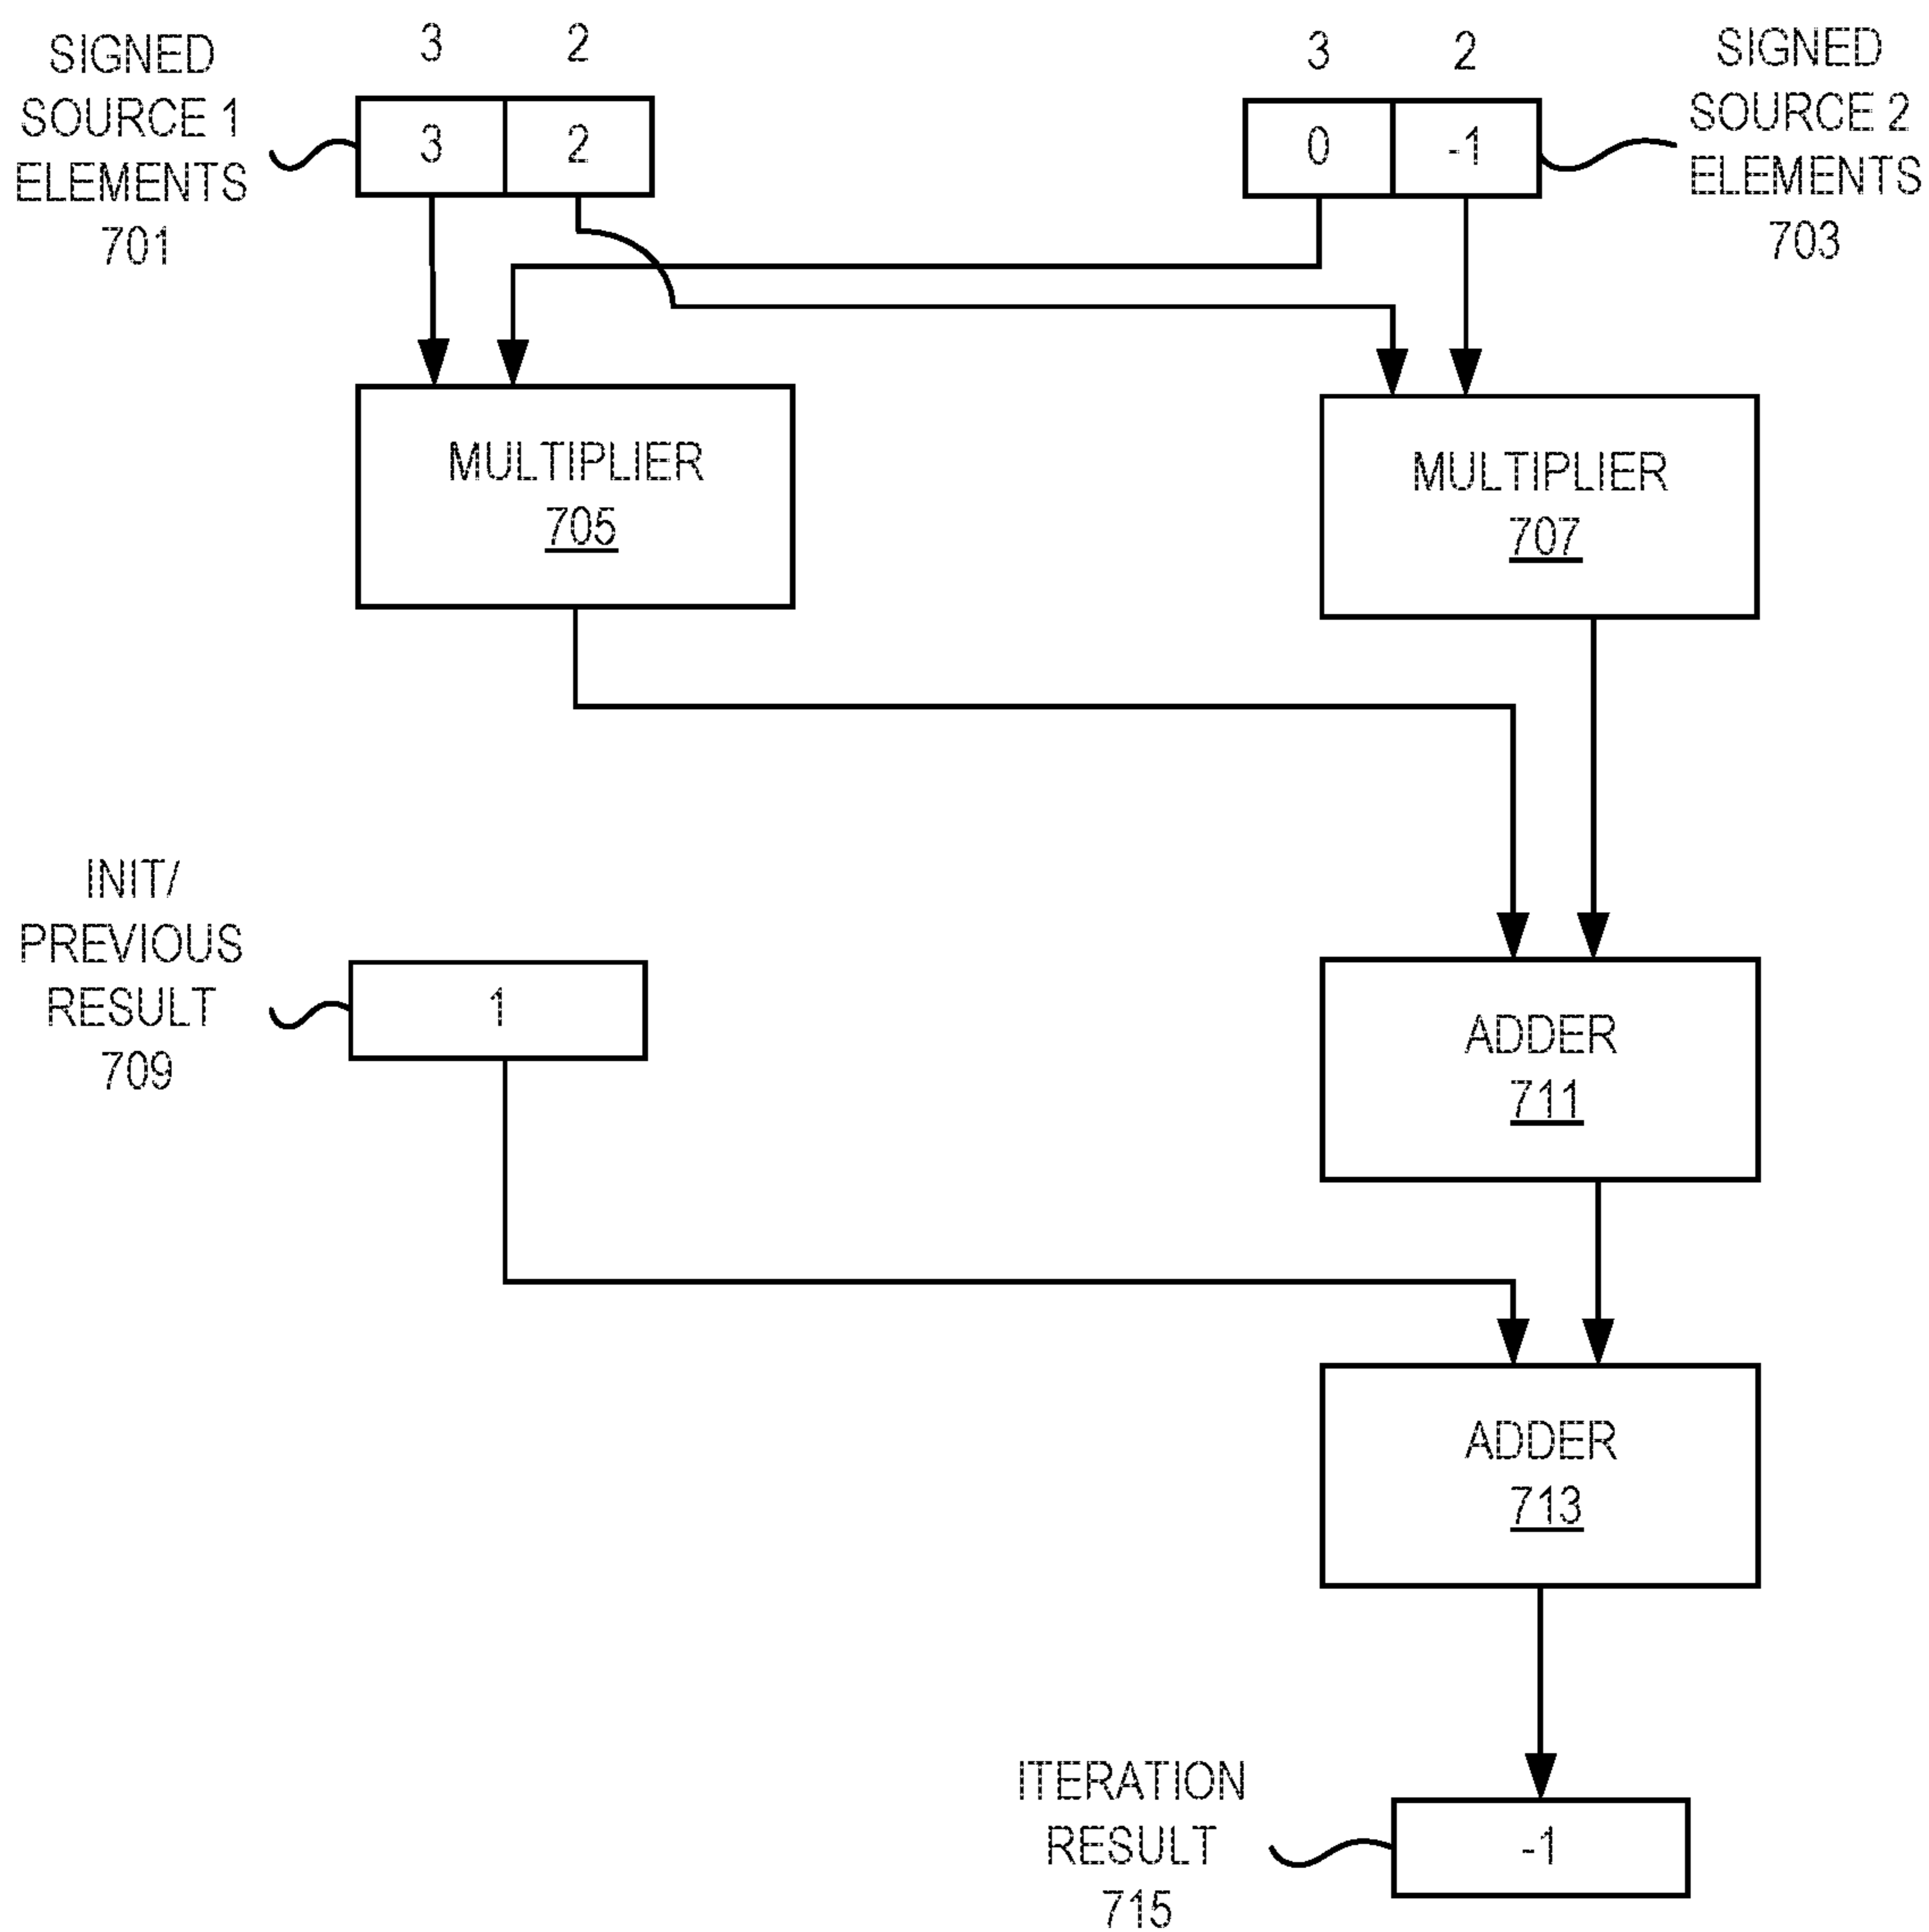 SIGNED
SOURCE 1
ELEMENTS
701
3 2
3 2
3 2
0 -1
SIGNED
SOURCE 2
ELEMENTS
703
MULTIPLIER
705
MULTIPLIER
707
INIT/
PREVIOUS
RESULT
709
1
ADDER
711
ADDER
713
ITERATION
RESULT
715
-1